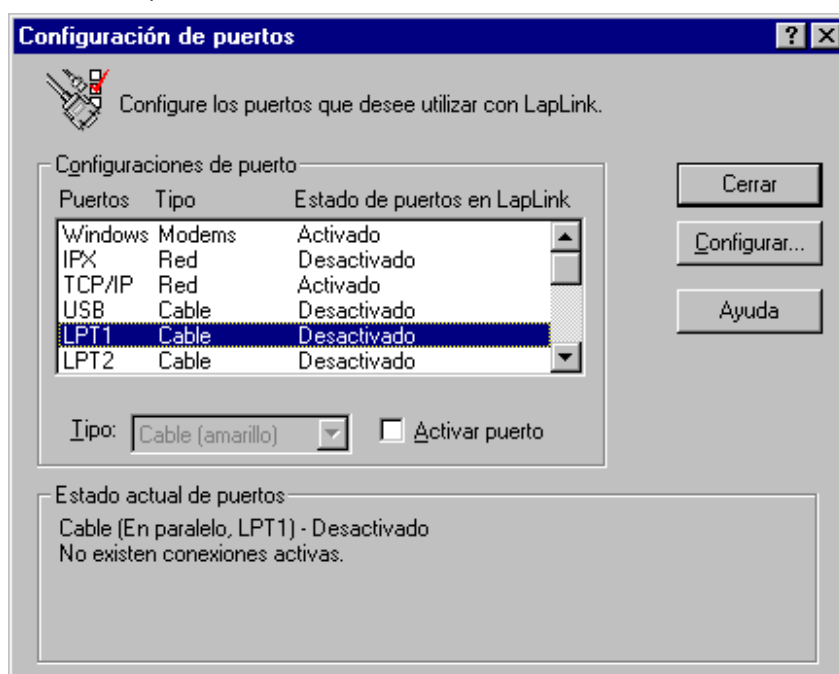 Configuración de puertos
Configure los puertos que desee utilizar con LapLink.
Configuraciones de puerto
Puertos Tipo Estado de puertos en LapLink
Windows Modems Activado
IPX Red Desactivado
TCP/IP Red Activado
USB Cable Desactivado
LPT1 Cable Desactivado
LPT2 Cable Desactivado
Tipo: Cable (amarillo) Activar puerto
Cerrar
Configurar...
Ayuda
Estado actual de puertos
Cable (En paralelo, LPT1) - Desactivado
No existen conexiones activas.